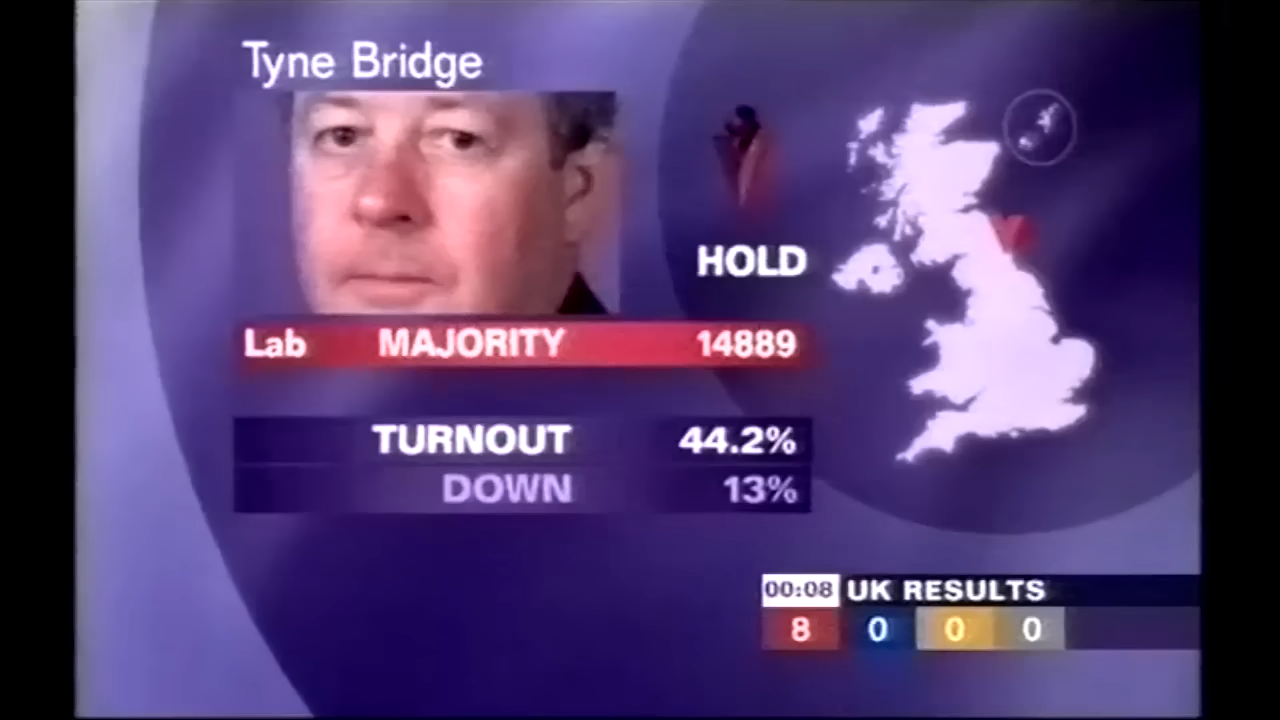 Tyne Bridge
HOLD
Lab MAJORITY 14889
TURNOUT 44.2%
DOWN 13%
00:08 UK RESULTS
8 0 0 0